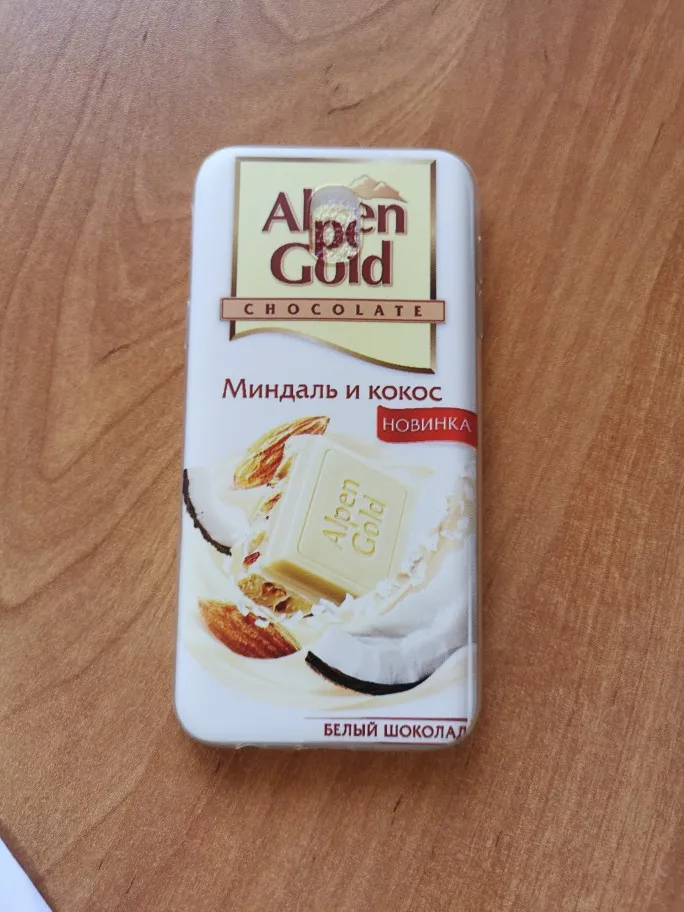 Alpen
Gold
CHOCOLATE
Миндаль и кокос
НОВИНКА
Alpen
Gold
БЕЛЫЙ ШОКОЛАД